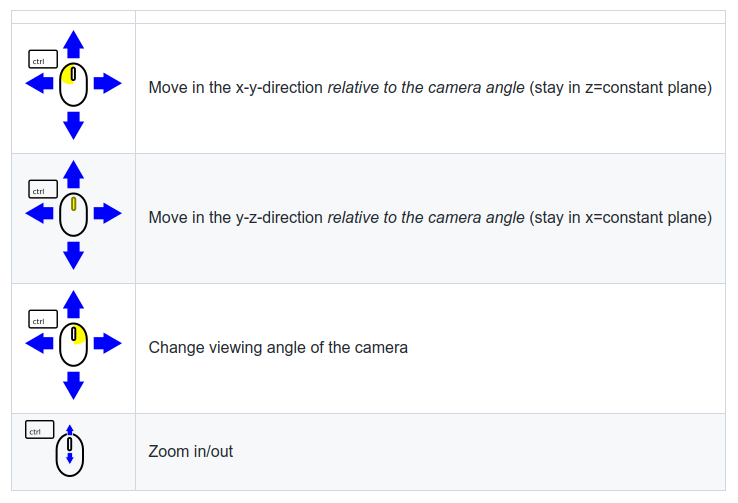 ctrl
Move in the x-y-direction relative to the camera angle (stay in z=constant plane)
ctrl
Move in the y-z-direction relative to the camera angle (stay in x=constant plane)
ctrl
Change viewing angle of the camera
ctrl
Zoom in/out